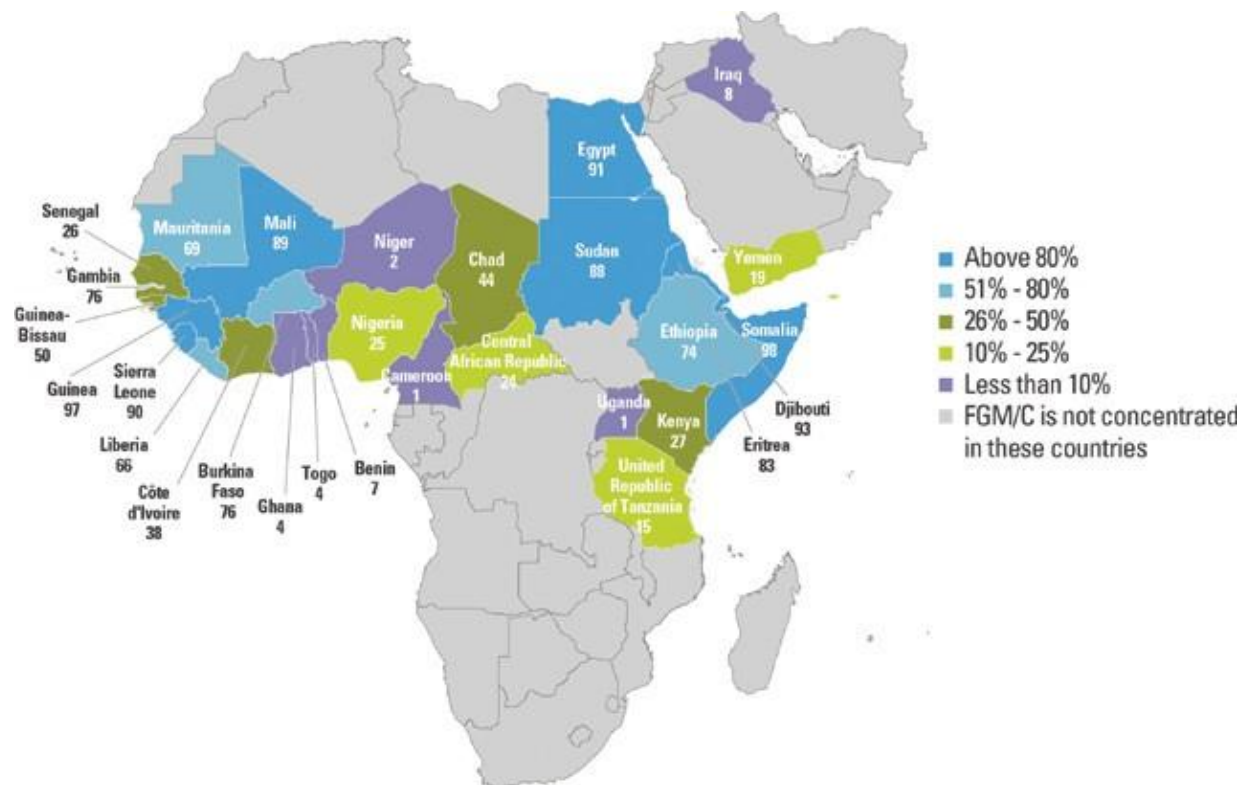 Iraq
8
Egypt
91
Senegal
26
Mauritania
69
Mali
89
Niger
2
Chad
44
Sudan
88
Yemen
19
Gambia
76
Guinea-
Bissau
50
Nigeria
25
Central
African Republic
24
Ethiopia
74
Somalia
98
Guinea
97
Sierra
Leone
90
Cameroon
1
Uganda
1
Kenya
27
Djibouti
93
Eritrea
83
Liberia
66
Côte
d'Ivoire
38
Burkina
Faso
76
Ghana
4
Togo
4
Benin
7
United
Republic
of Tanzania
15
Above 80%
51% - 80%
26% - 50%
10% - 25%
Less than 10%
FGM/C is not concentrated
in these countries